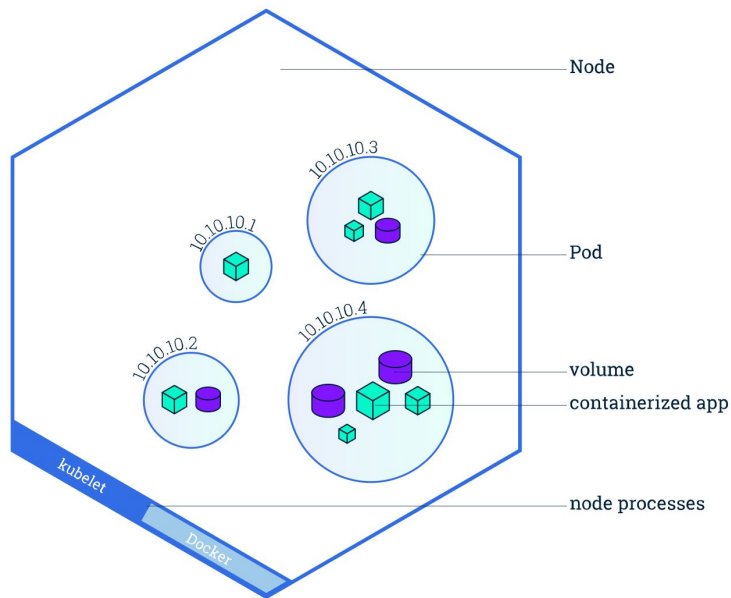 Node
10.10.10.3
10.10.10.1
Pod
10.10.10.4
10.10.10.2
volume
containerized app
kubelet
node processes
Docker